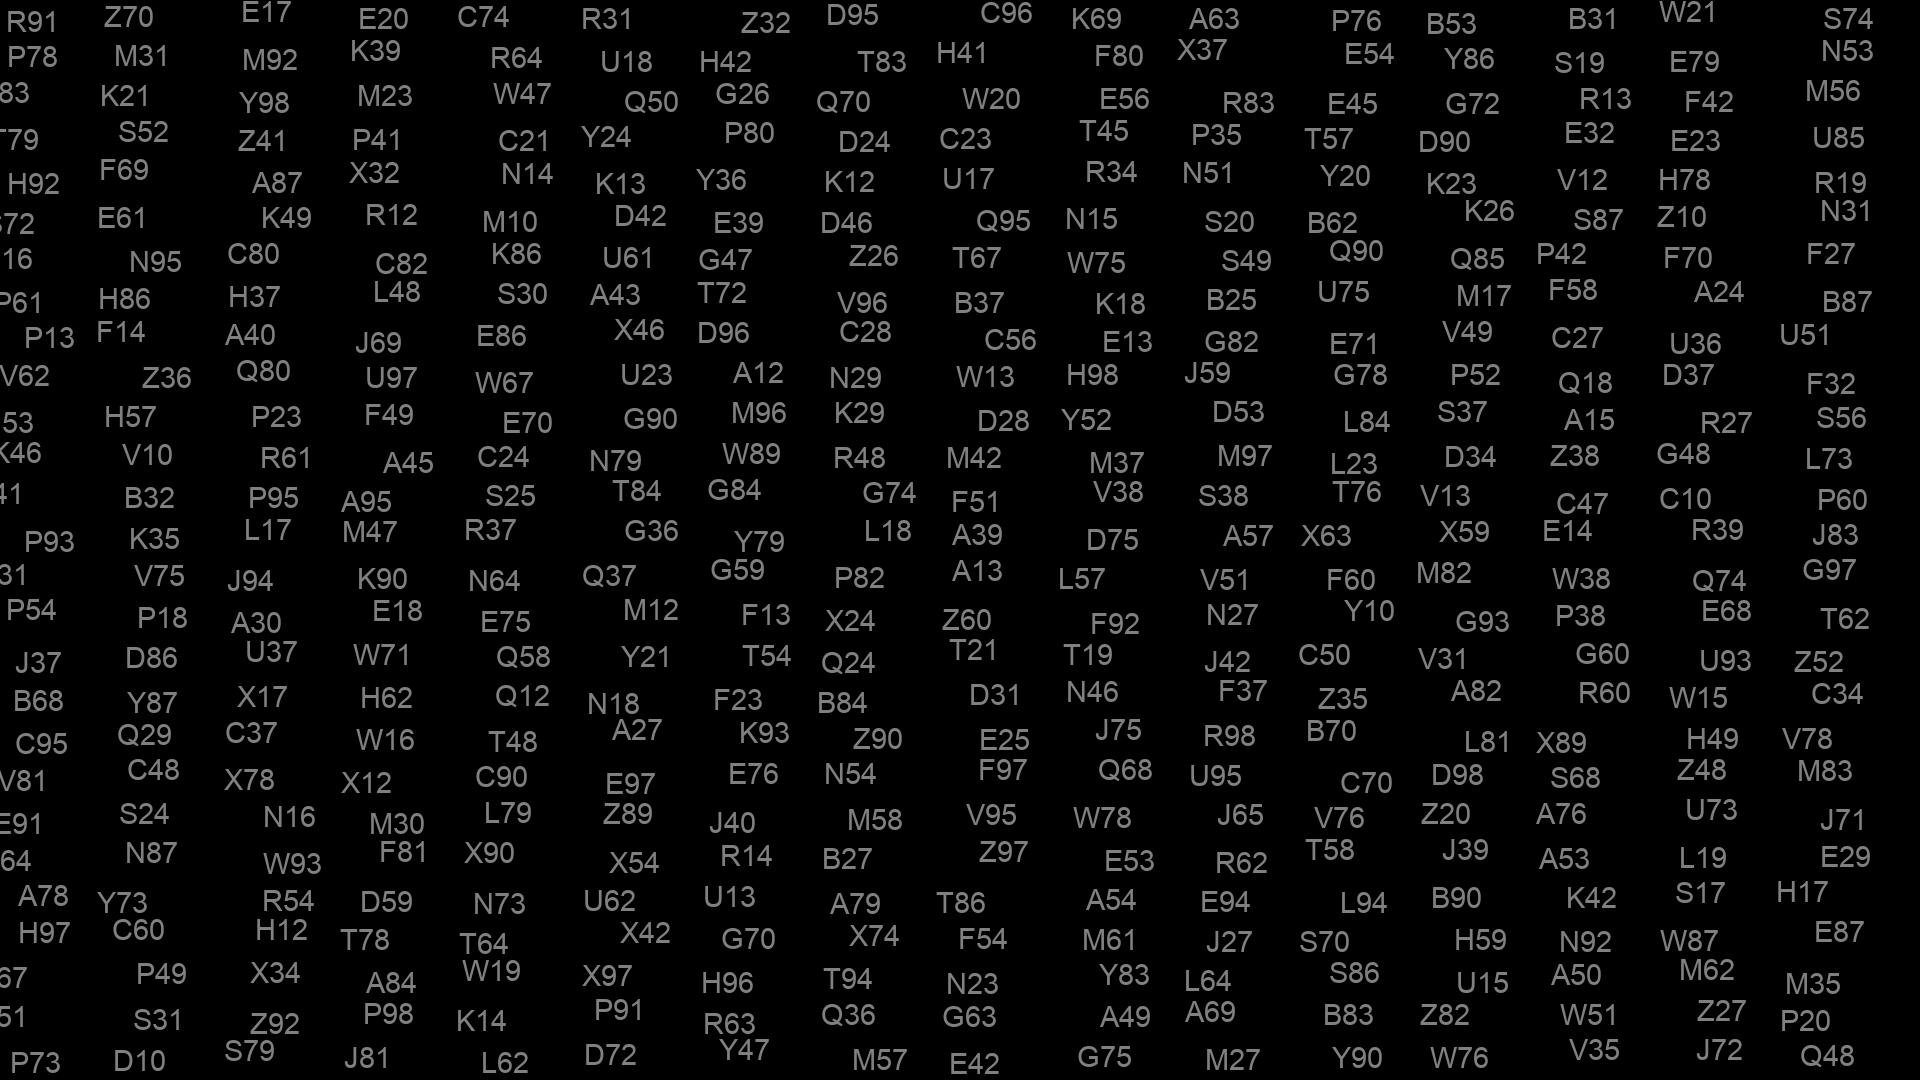 R91 Z70 E17 E20 C74 R31 Z32 D95 C96 K69 A63 P76 B53 B31 W21 S74
P78 M31 M92 K39 R64 U18 H42 T83 H41 F80 X37 E54 Y86 S19 E79 N53
83 K21 Y98 M23 W47 Q50 G26 Q70 W20 E56 R83 E45 G72 R13 F42 M56
T79 S52 Z41 P41 C21 Y24 P80 D24 C23 T45 P35 T57 D90 E32 E23 U85
H92 F69 A87 X32 N14 K13 Y36 K12 U17 R34 N51 Y20 K23 V12 H78 R19
S72 E61 K49 R12 M10 D42 E39 D46 Q95 N15 S20 B62 K26 S87 Z10 N31
16 N95 C80 C82 K86 U61 G47 Z26 T67 W75 S49 Q90 Q85 P42 F70 F27
P61 H86 H37 L48 S30 A43 T72 V96 B37 K18 B25 U75 M17 F58 A24 B87
P13 F14 A40 J69 E86 X46 D96 C28 C56 E13 G82 E71 V49 C27 U36 U51
V62 Z36 Q80 U97 W67 U23 A12 N29 W13 H98 J59 G78 P52 Q18 D37 F32
53 H57 P23 F49 E70 G90 M96 K29 D28 Y52 D53 L84 S37 A15 R27 S56
K46 V10 R61 A45 C24 N79 W89 R48 M42 M37 M97 L23 D34 Z38 G48 L73
41 B32 P95 A95 S25 T84 G84 G74 F51 V38 S38 T76 V13 C47 C10 P60
P93 K35 L17 M47 R37 G36 Y79 L18 A39 D75 A57 X63 X59 E14 R39 J83
31 V75 J94 K90 N64 Q37 G59 P82 A13 L57 V51 F60 M82 W38 Q74 G97
P54 P18 A30 E18 E75 M12 F13 X24 Z60 F92 N27 Y10 G93 P38 E68 T62
J37 D86 U37 W71 Q58 Y21 T54 Q24 T21 T19 J42 C50 V31 G60 U93 Z52
B68 Y87 X17 H62 Q12 N18 F23 B84 D31 N46 F37 Z35 A82 R60 W15 C34
C95 Q29 C37 W16 T48 A27 K93 Z90 E25 J75 R98 B70 L81 X89 H49 V78
V81 C48 X78 X12 C90 E97 E76 N54 F97 Q68 U95 C70 D98 S68 Z48 M83
E91 S24 N16 M30 L79 Z89 J40 M58 V95 W78 J65 V76 Z20 A76 U73 J71
64 N87 W93 F81 X90 X54 R14 B27 Z97 E53 R62 T58 J39 A53 L19 E29
A78 Y73 R54 D59 N73 U62 U13 A79 T86 A54 E94 L94 B90 K42 S17 H17
H97 C60 H12 T78 T64 X42 G70 X74 F54 M61 J27 S70 H59 N92 W87 E87
67 P49 X34 A84 W19 X97 H96 T94 N23 Y83 L64 S86 U15 A50 M62 M35
51 S31 Z92 P98 K14 P91 R63 Q36 G63 A49 A69 B83 Z82 W51 Z27 P20
P73 D10 S79 J81 L62 D72 Y47 M57 E42 G75 M27 Y90 W76 V35 J72 Q48